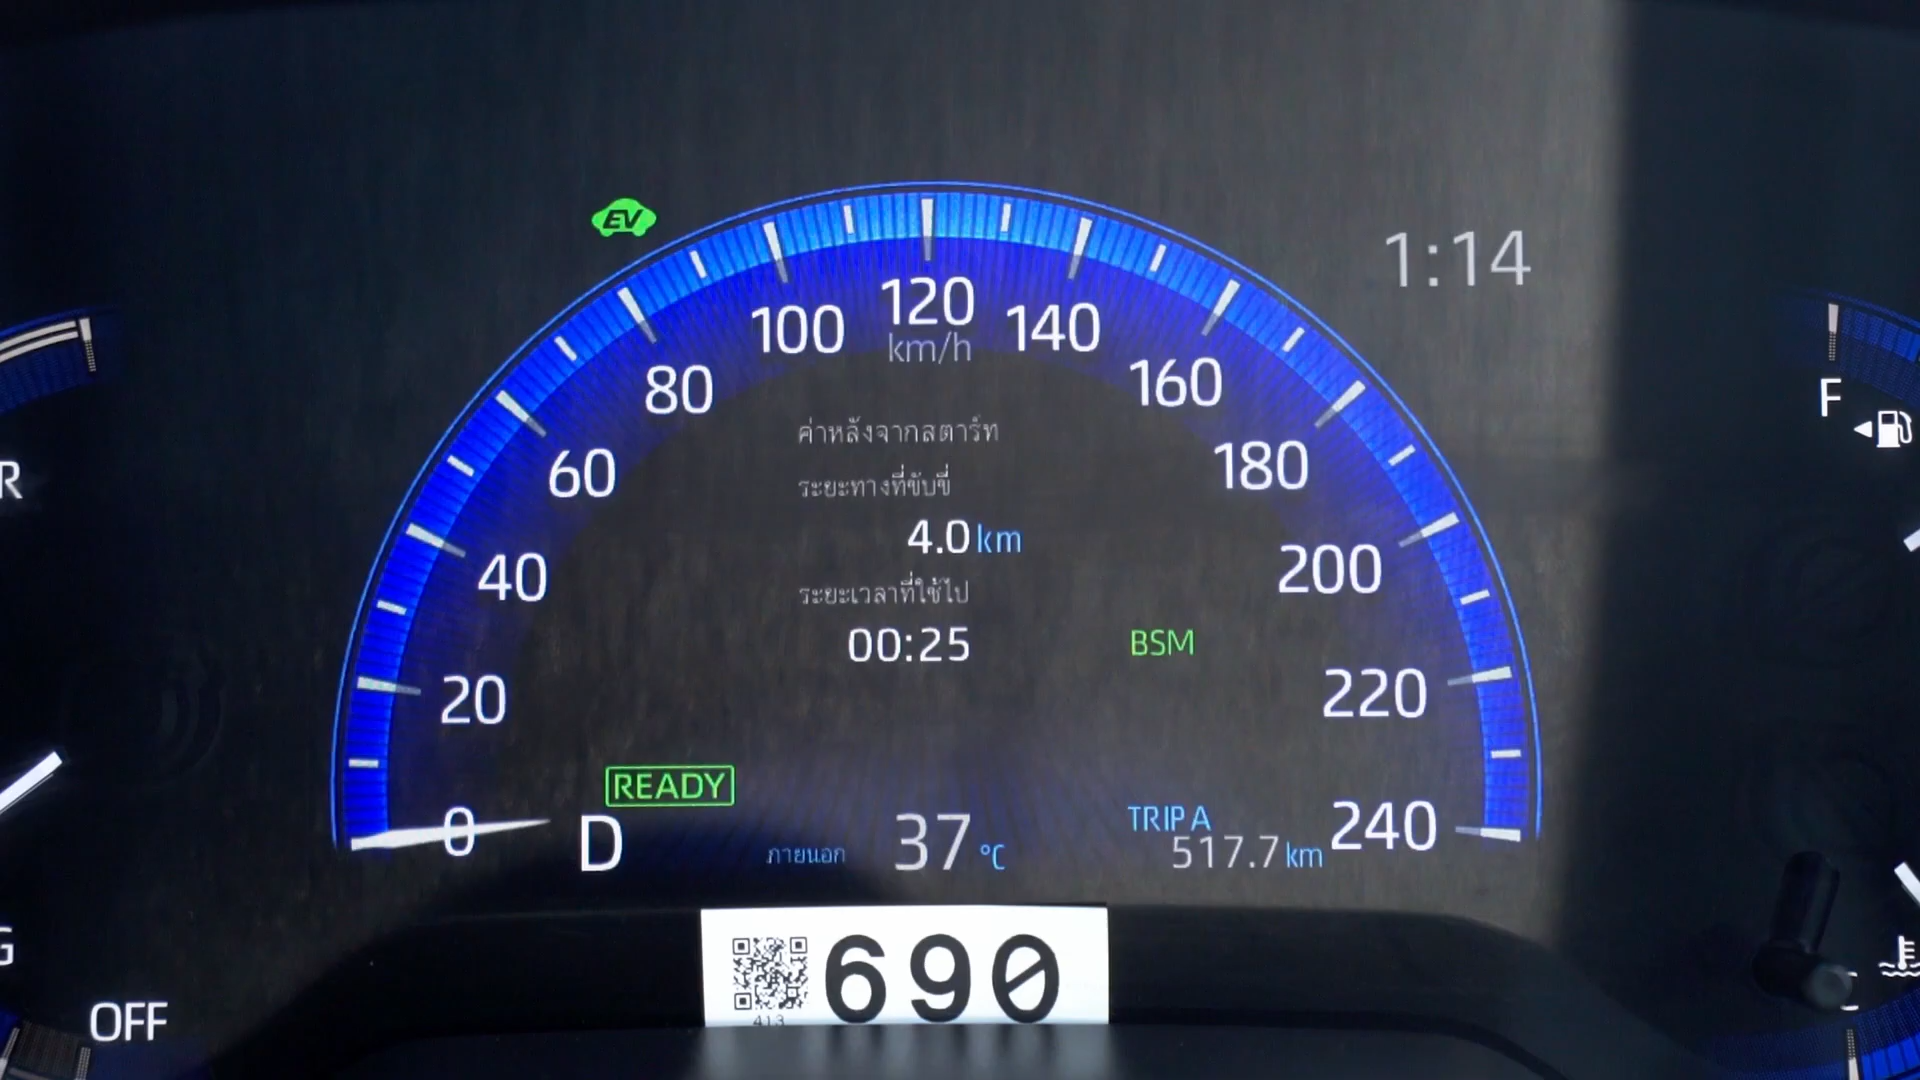 EV
1:14
0
20
40
60
80
100
120
km/h
140
160
180
200
220
240
ค่าหลังจากสตาร์ท
ระยะทางที่ขับขี่
4.0 km
ระยะเวลาที่ใช้ไป
00:25
BSM
READY
D
ภายนอก 37 °C
TRIP A
517.7 km
R
G
OFF
F
690
413